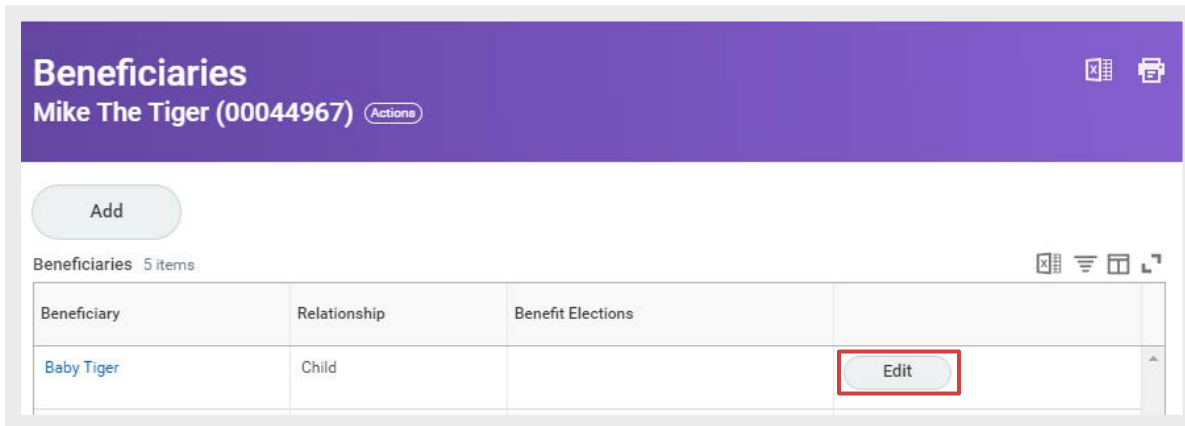 Beneficiaries
Mike The Tiger (00044967) Actions
Add
Beneficiaries 5 items
Beneficiary Relationship Benefit Elections
Baby Tiger Child Edit